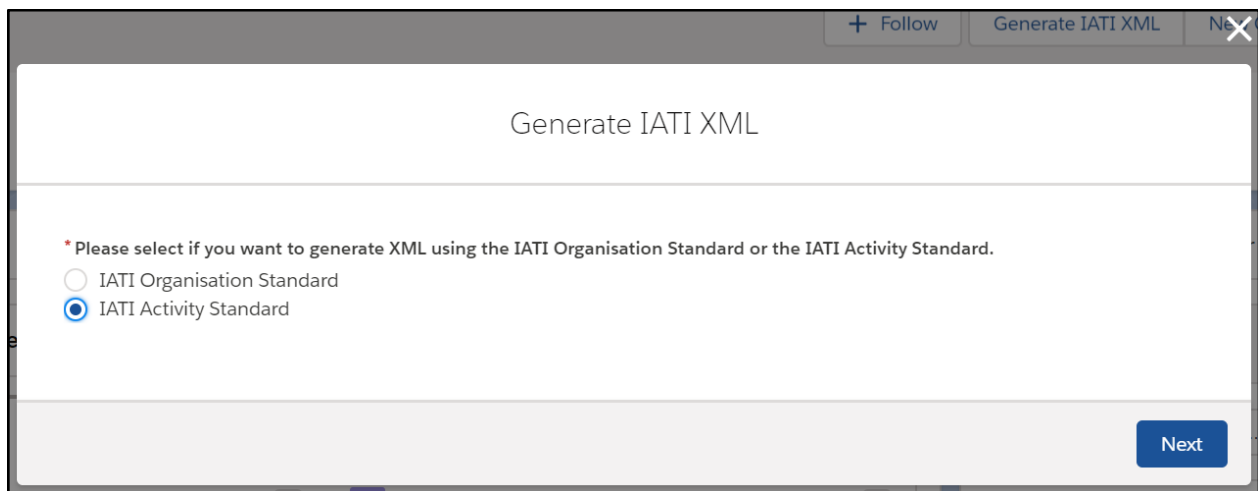 + Follow
Generate IATI XML
Generate IATI XML
* Please select if you want to generate XML using the IATI Organisation Standard or the IATI Activity Standard.
IATI Organisation Standard
IATI Activity Standard
Next